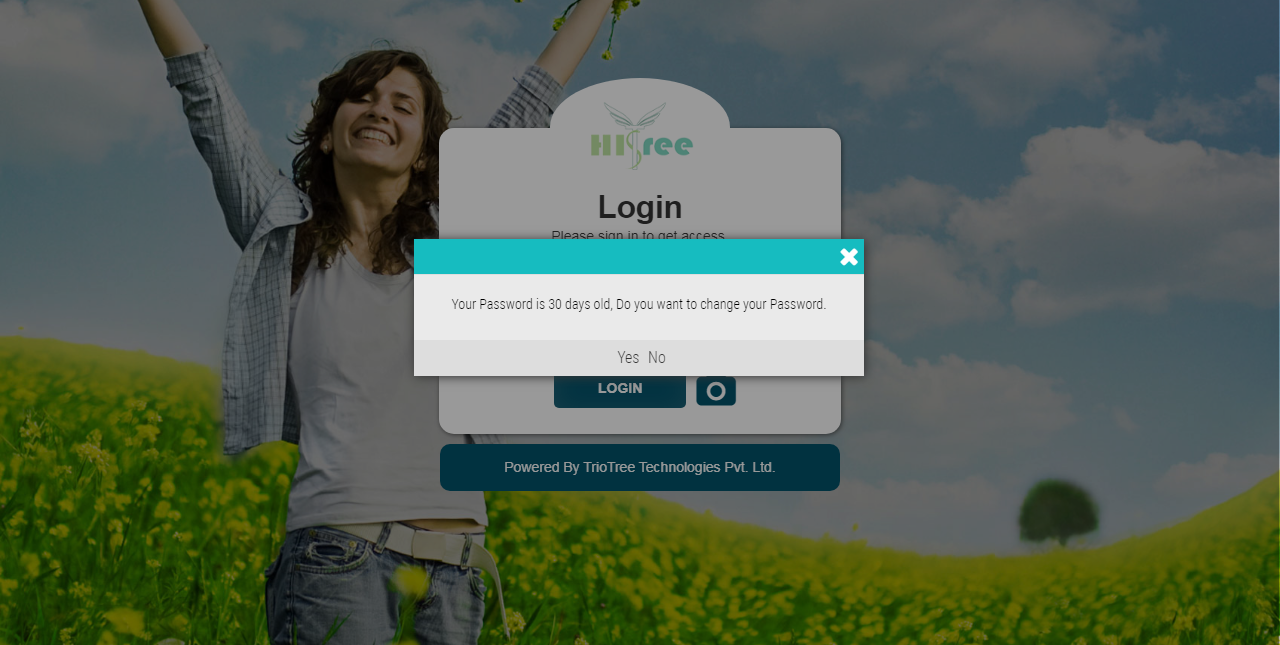 HISTree
Login
Please sign in to get access
Your Password is 30 days old, Do you want to change your Password.
Yes No
LOGIN
Powered By TrioTree Technologies Pvt. Ltd.